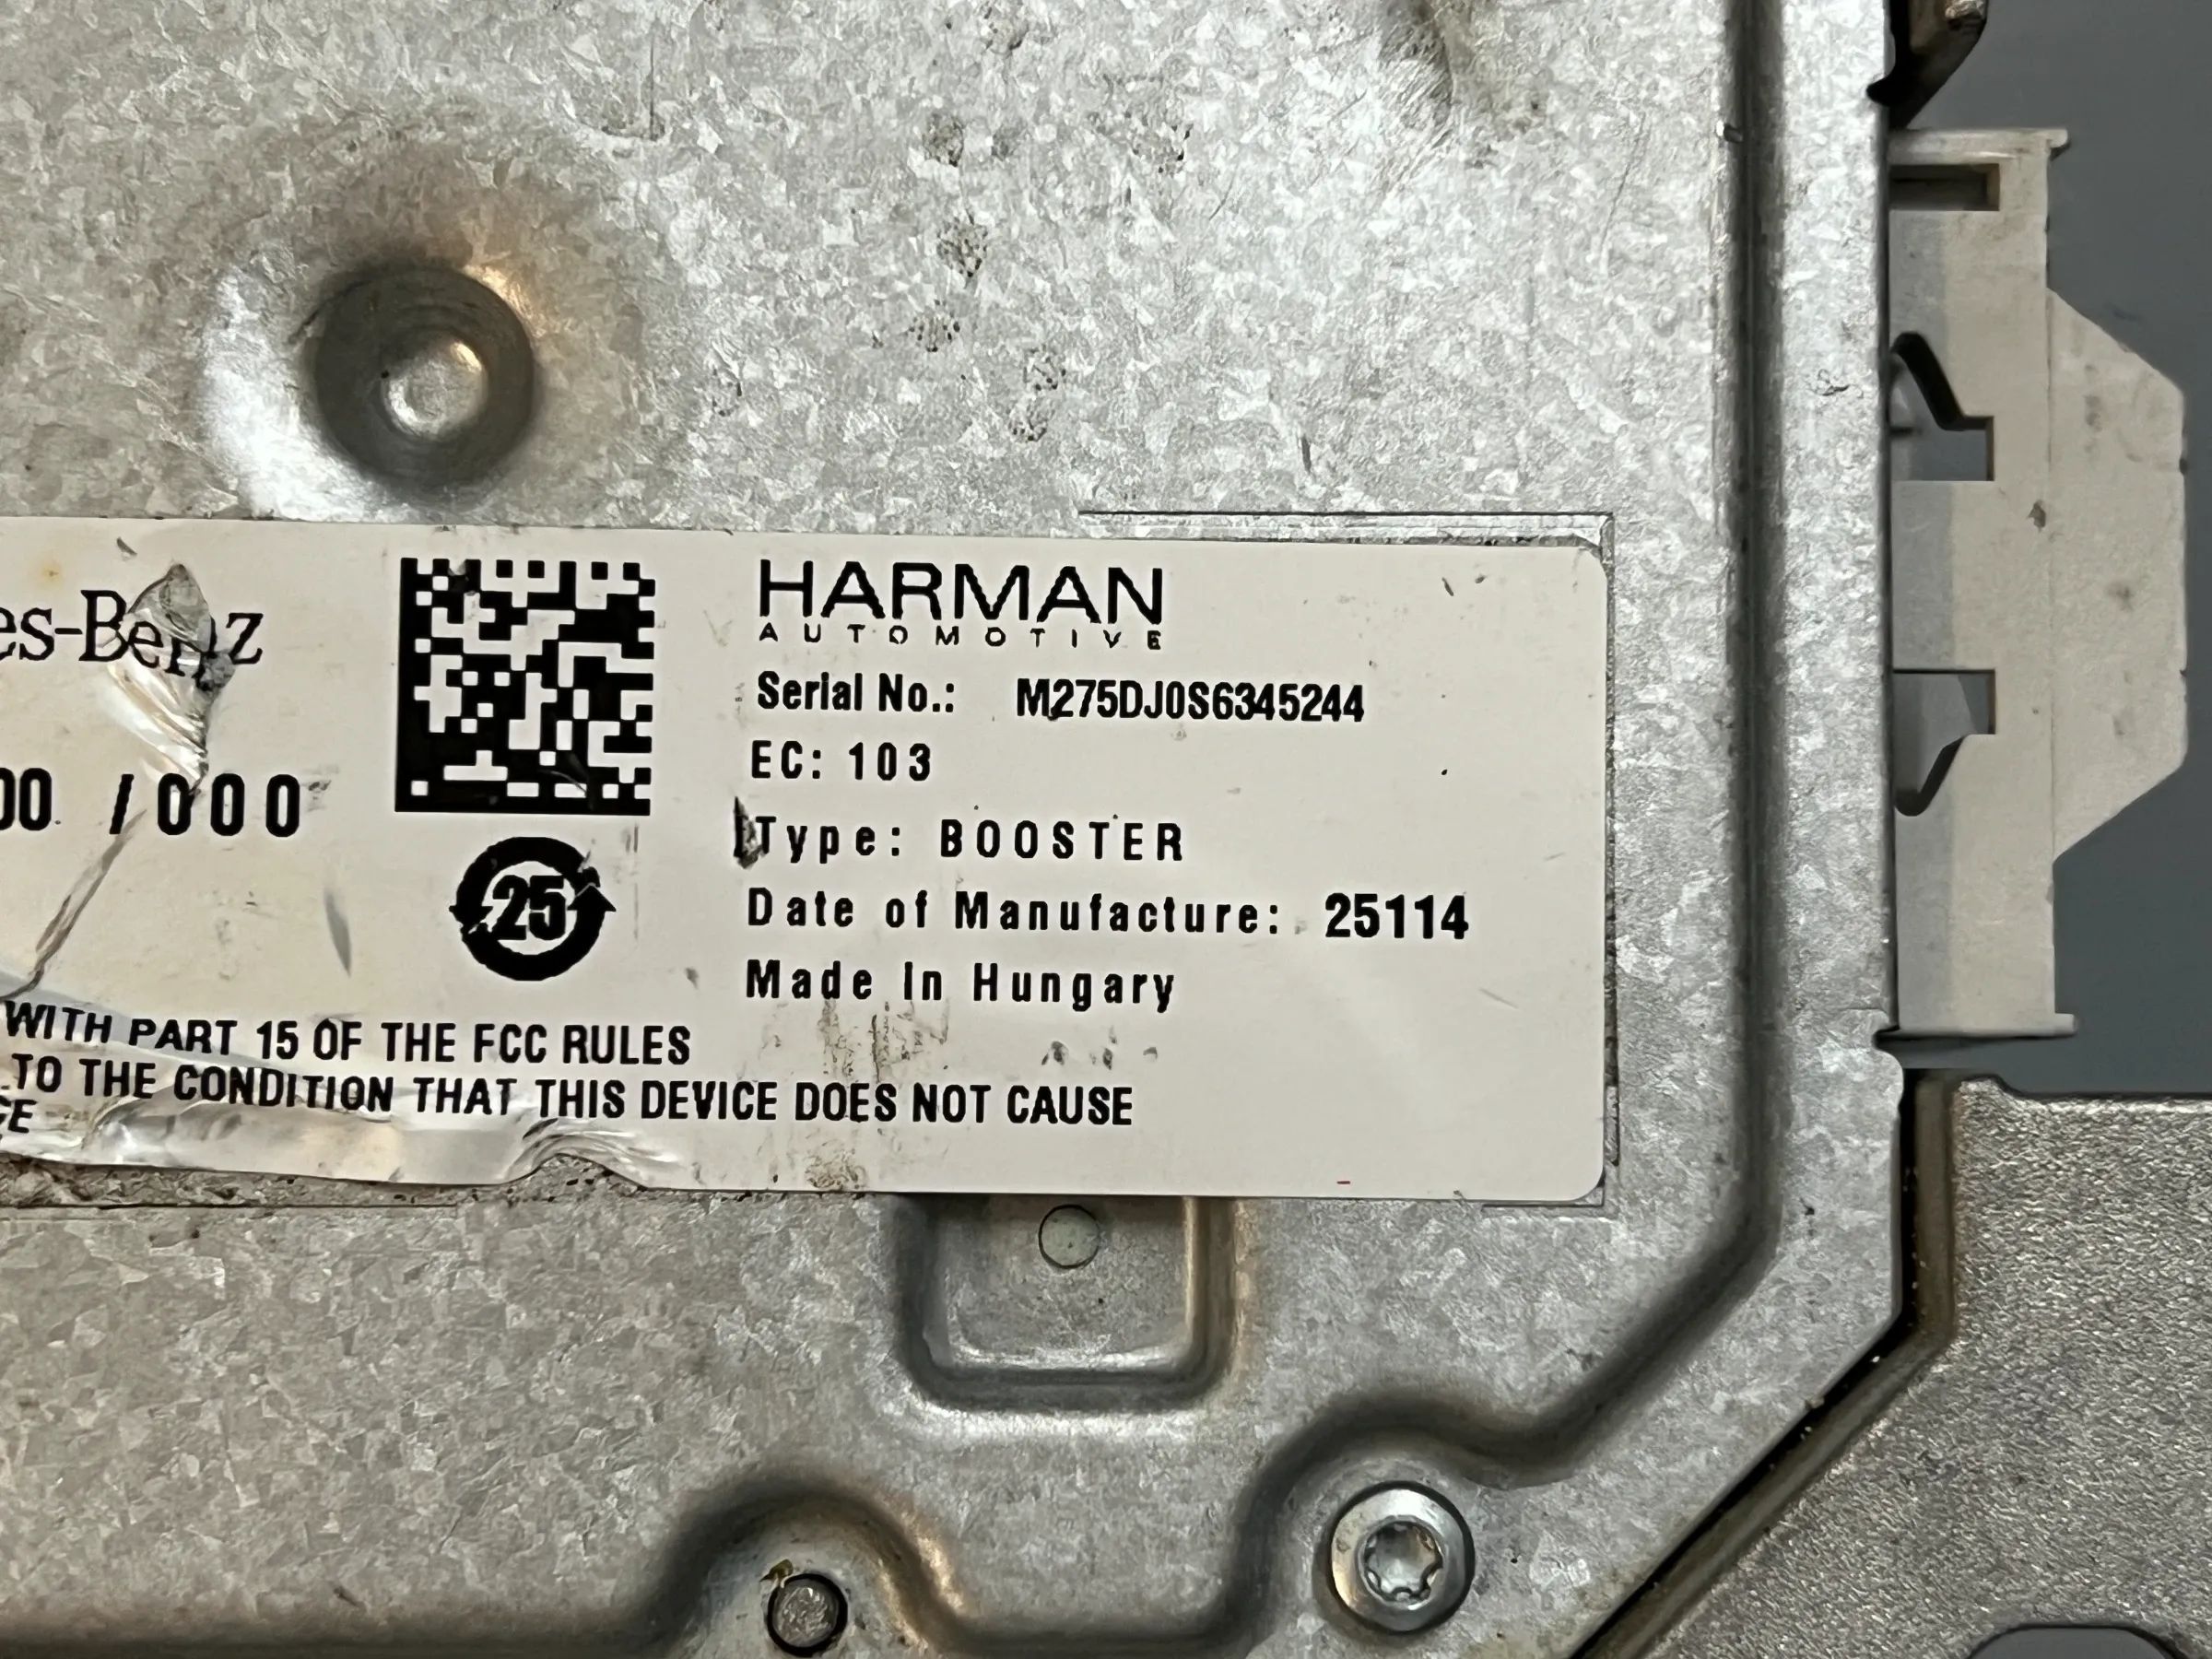 es-Benz
HARMAN
AUTOMOTIVE
Serial No.: M275DJ0S6345244
EC: 103
00 /000
Type: BOOSTER
25
Date of Manufacture: 25114
Made in Hungary
WITH PART 15 OF THE FCC RULES
TO THE CONDITION THAT THIS DEVICE DOES NOT CAUSE
CE